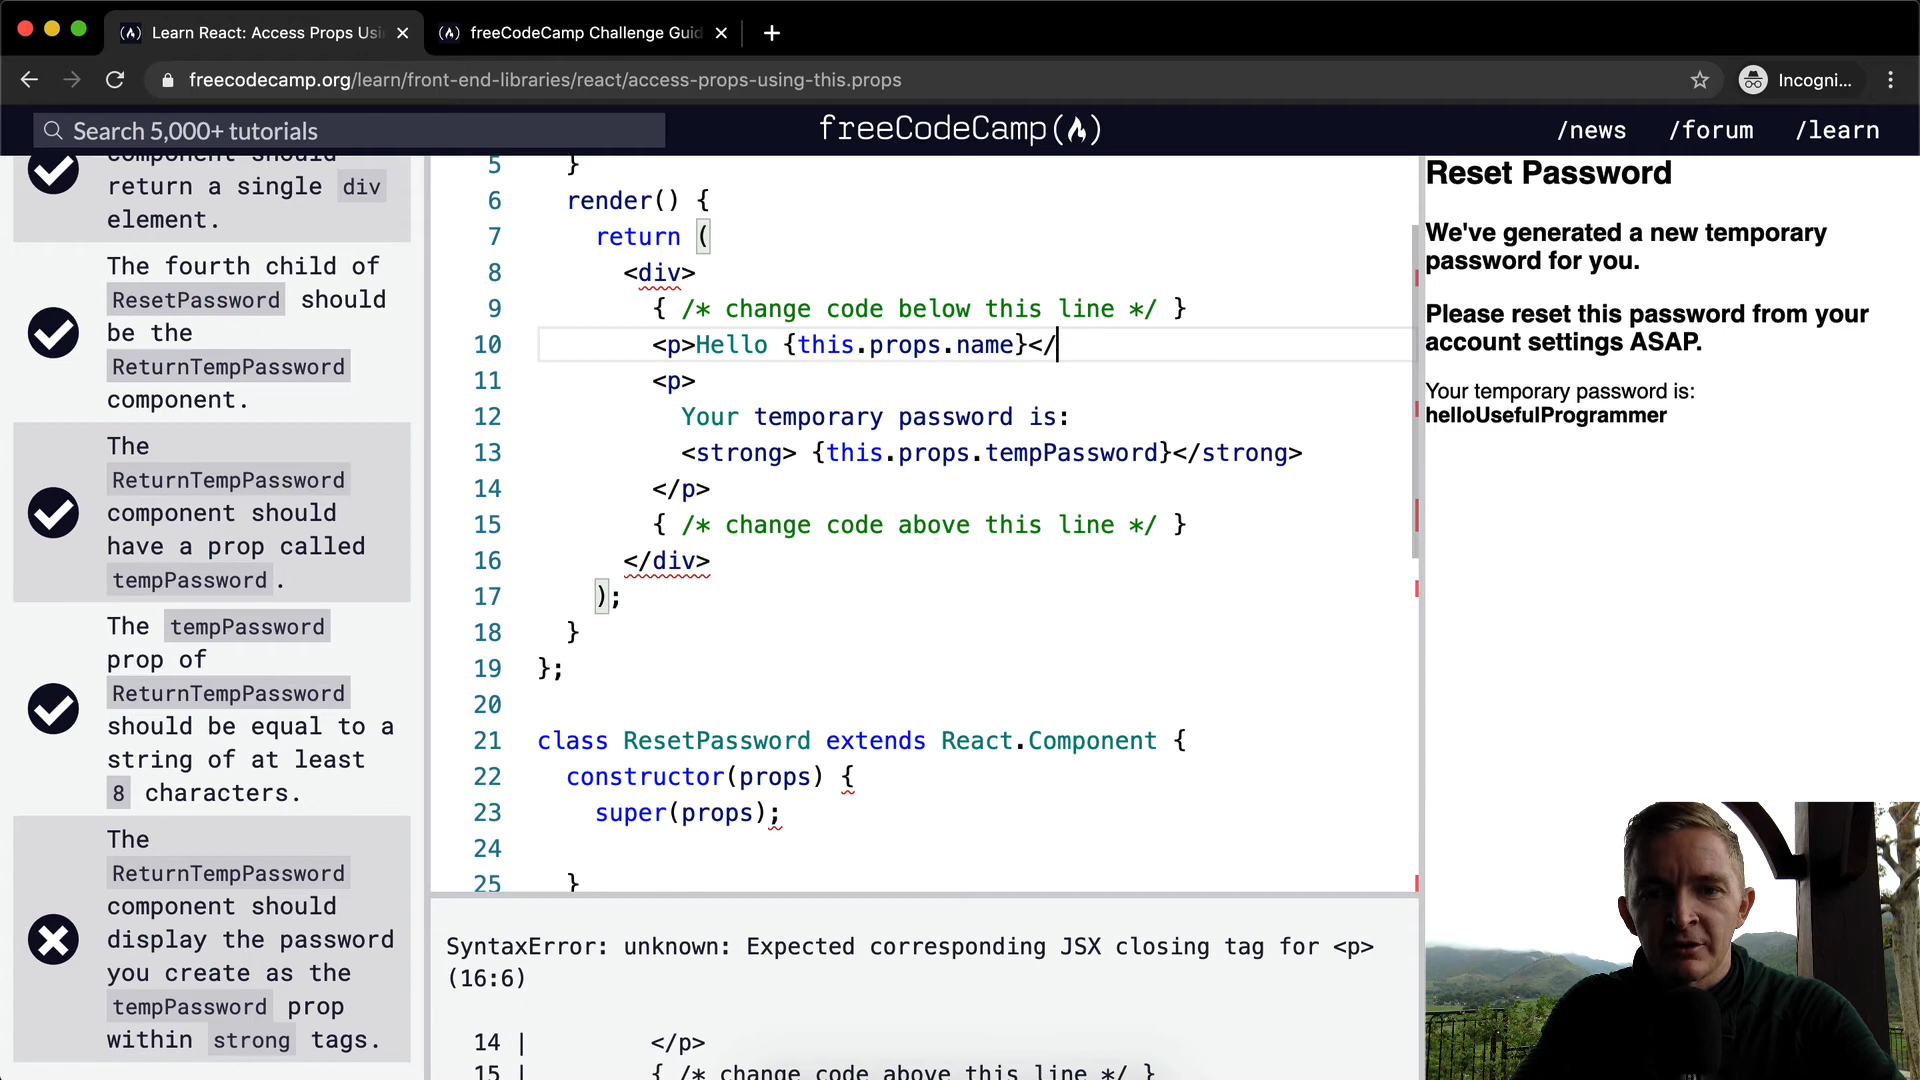 Learn React: Access Props Usi
freeCodeCamp Challenge Guid
freecodecamp.org/learn/front-end-libraries/react/access-props-using-this.props
Incogni...
Search 5,000+ tutorials
freeCodeCamp(🔥)
/news /forum /learn
component should
return a single div
element.
The fourth child of
ResetPassword should
be the
ReturnTempPassword
component.
The
ReturnTempPassword
component should
have a prop called
tempPassword .
The tempPassword
prop of
ReturnTempPassword
should be equal to a
string of at least
8 characters.
The
ReturnTempPassword
component should
display the password
you create as the
tempPassword prop
within strong tags.
5 }
6 render() {
7 return (
8 <div>
9 { /* change code below this line */ }
10 <p>Hello {this.props.name}</
11 <p>
12 Your temporary password is:
13 <strong> {this.props.tempPassword}</strong>
14 </p>
15 { /* change code above this line */ }
16 </div>
17 );
18 }
19 };
20
21 class ResetPassword extends React.Component {
22 constructor(props) {
23 super(props);
24
25 }
SyntaxError: unknown: Expected corresponding JSX closing tag for <p>
(16:6)
14 | </p>
15 | { /* change code above this line */ }
Reset Password
We've generated a new temporary
password for you.
Please reset this password from your
account settings ASAP.
Your temporary password is:
helloUsefulProgrammer